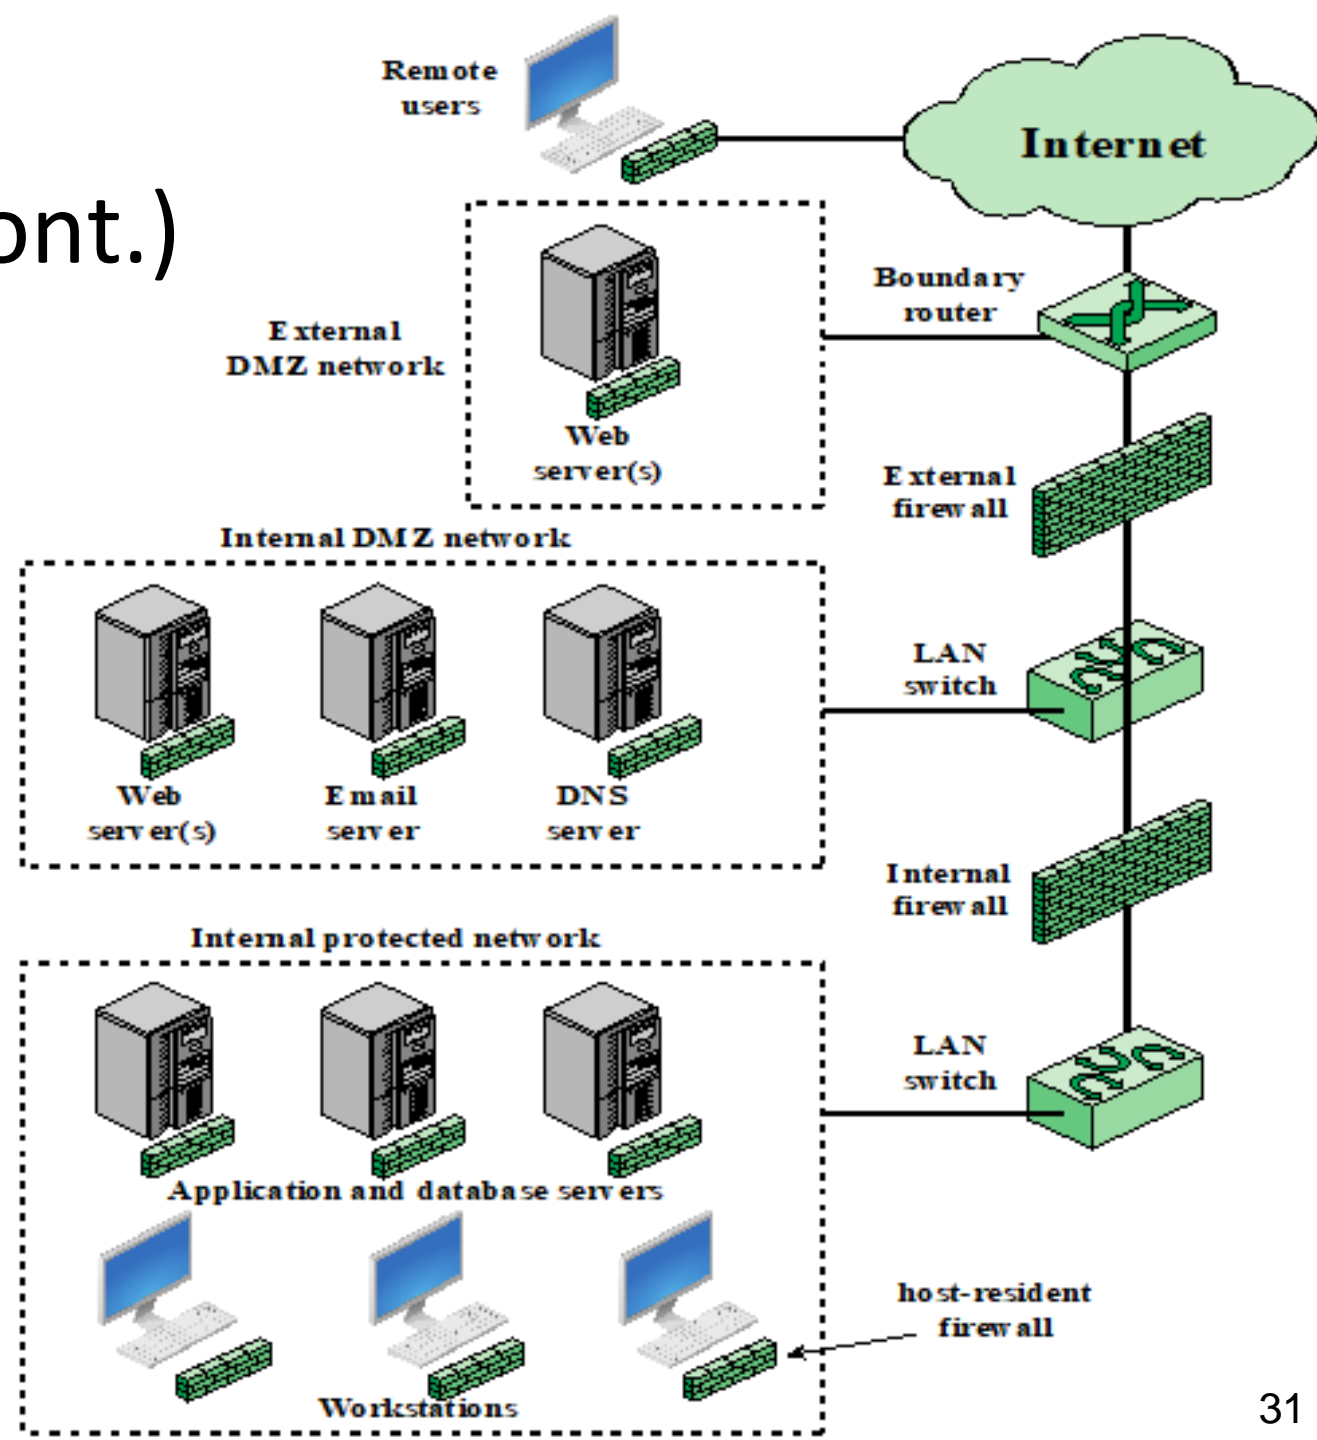 Remote
users
Internet
ont.)
Boundary
router
External
DMZ network
Web
server(s)
External
firewall
Internal DMZ network
LAN
switch
Web
server(s)
Email
server
DNS
server
Internal
firewall
Internal protected network
LAN
switch
Application and database servers
host-resident
firewall
Workstations
31